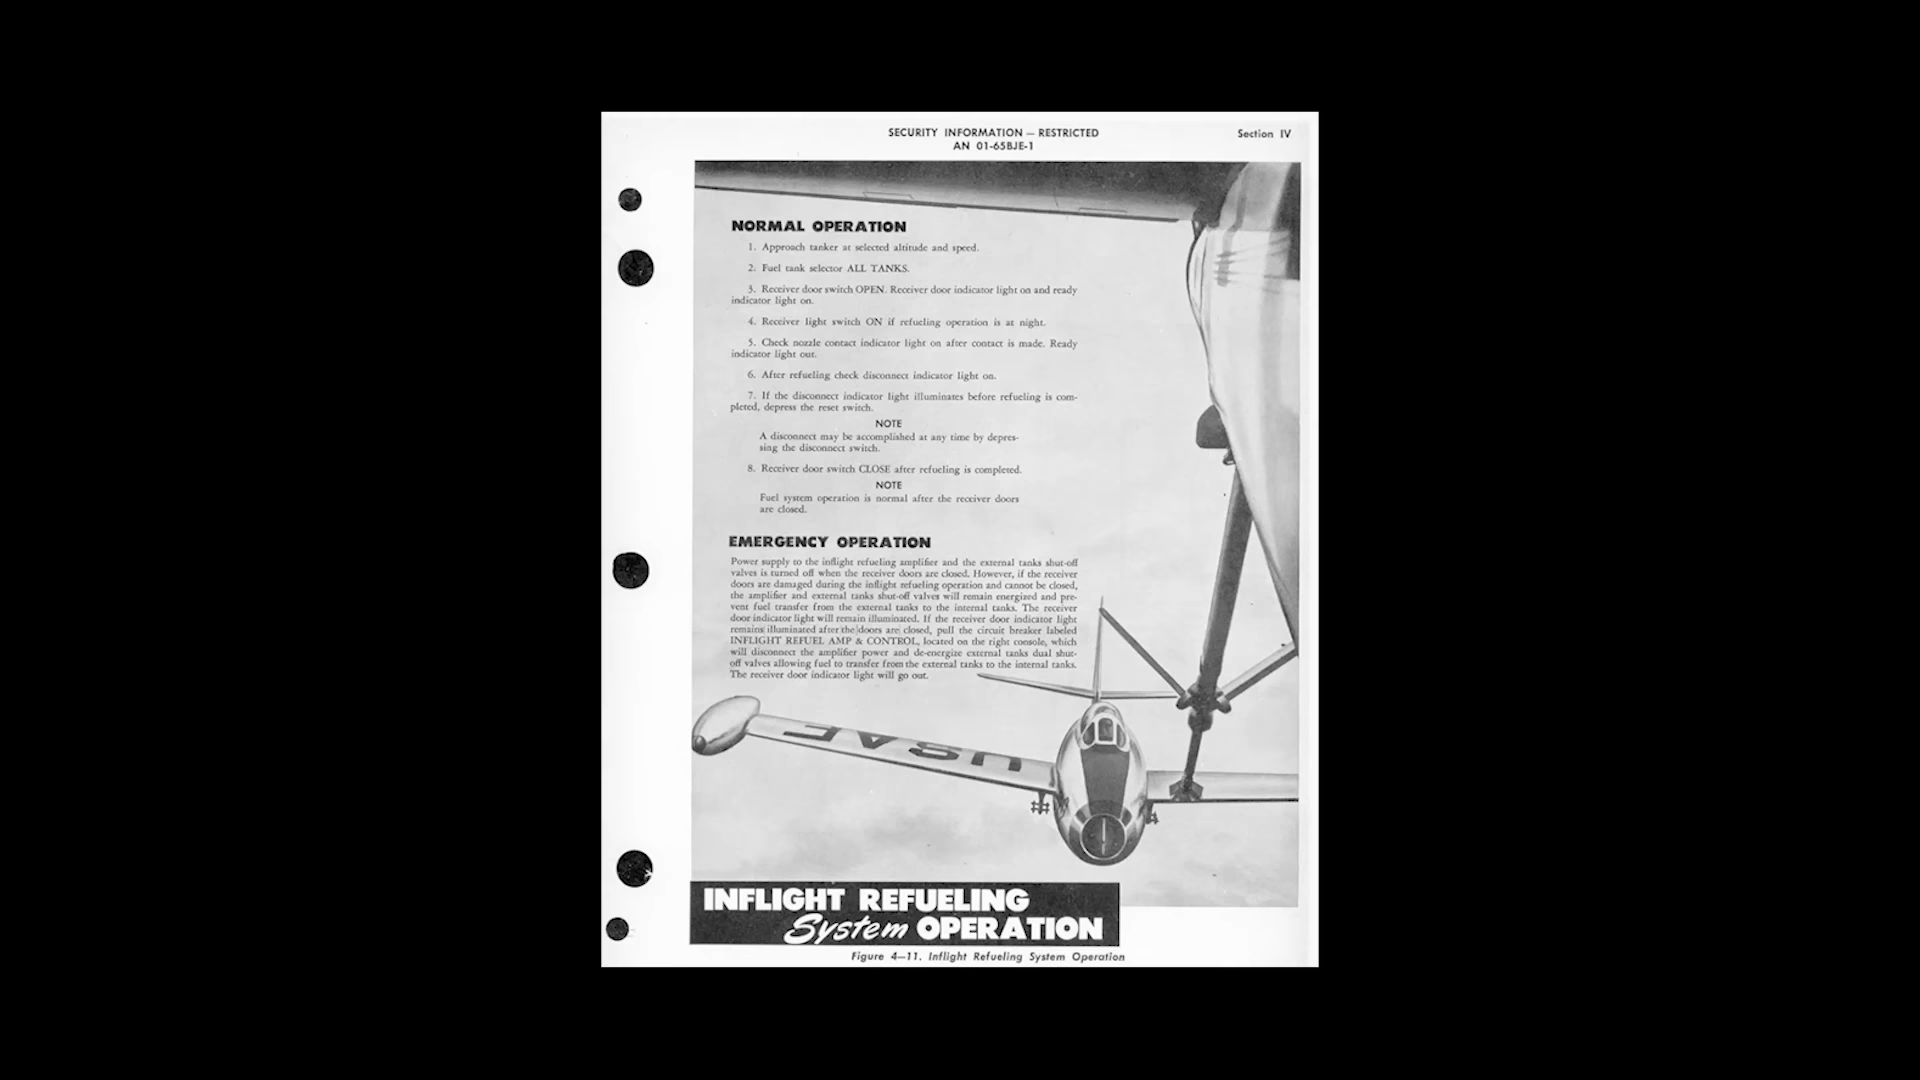 SECURITY INFORMATION — RESTRICTED
AN 01-65BJE-1
Section IV
NORMAL OPERATION
1. Approach tanker at selected altitude and speed.
2. Fuel tank selector ALL TANKS.
3. Receiver door switch OPEN. Receiver door indicator light on and ready
indicator light on.
4. Receiver light switch ON if refueling operation is at night.
5. Check nozzle contact indicator light on after contact is made. Ready
indicator light out.
6. After refueling check disconnect indicator light on.
7. If the disconnect indicator light illuminates before refueling is com-
pleted, depress the reset switch.
NOTE
A disconnect may be accomplished at any time by depres-
sing the disconnect switch.
8. Receiver door switch CLOSE after refueling is completed.
NOTE
Fuel system operation is normal after the receiver doors
are closed.
EMERGENCY OPERATION
Power supply to the inflight refueling amplifier and the external tanks shut-off
valves is turned off when the receiver doors are closed. However, if the receiver
doors are damaged during the inflight refueling operation and cannot be closed,
the amplifier and external tanks shut-off valves will remain energized and pre-
vent fuel transfer from the external tanks to the internal tanks. The receiver
door indicator light will remain illuminated. If the receiver door indicator light
remains illuminated after the doors are closed, pull the circuit breaker labeled
INFLIGHT REFUEL AMP & CONTROL, located on the right console, which
will disconnect the amplifier power and de-energize external tanks dual shut-
off valves allowing fuel to transfer from the external tanks to the internal tanks.
The receiver door indicator light will go out.
USAF
INFLIGHT REFUELING
System OPERATION
Figure 4—11. Inflight Refueling System Operation